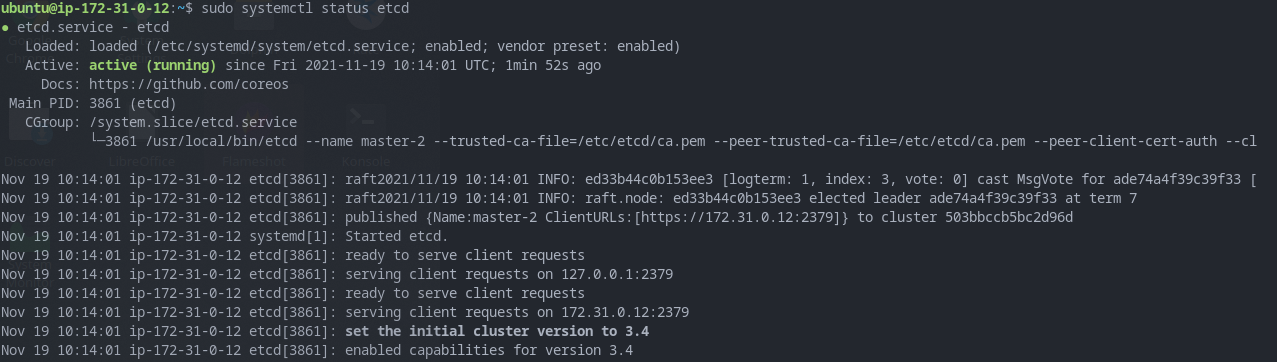 ubuntu@ip-172-31-0-12:~$ sudo systemctl status etcd
● etcd.service - etcd
Loaded: loaded (/etc/systemd/system/etcd.service; enabled; vendor preset: enabled)
Active: active (running) since Fri 2021-11-19 10:14:01 UTC; 1min 52s ago
Docs: https://github.com/coreos
Main PID: 3861 (etcd)
CGroup: /system.slice/etcd.service
└─3861 /usr/local/bin/etcd --name master-2 --trusted-ca-file=/etc/etcd/ca.pem --peer-trusted-ca-file=/etc/etcd/ca.pem --peer-client-cert-auth --cl
Discover
LibreOffice
Flameshot
Konsole
Nov 19 10:14:01 ip-172-31-0-12 etcd[3861]: raft2021/11/19 10:14:01 INFO: ed33b44c0b153ee3 [logterm: 1, index: 3, vote: 0] cast MsgVote for ade74a4f39c39f33 [
Nov 19 10:14:01 ip-172-31-0-12 etcd[3861]: raft2021/11/19 10:14:01 INFO: raft.node: ed33b44c0b153ee3 elected leader ade74a4f39c39f33 at term 7
Nov 19 10:14:01 ip-172-31-0-12 etcd[3861]: published {Name:master-2 ClientURLs:[https://172.31.0.12:2379]} to cluster 503bbccb5bc2d96d
Nov 19 10:14:01 ip-172-31-0-12 systemd[1]: Started etcd.
Nov 19 10:14:01 ip-172-31-0-12 etcd[3861]: ready to serve client requests
Nov 19 10:14:01 ip-172-31-0-12 etcd[3861]: serving client requests on 127.0.0.1:2379
Nov 19 10:14:01 ip-172-31-0-12 etcd[3861]: ready to serve client requests
Nov 19 10:14:01 ip-172-31-0-12 etcd[3861]: serving client requests on 172.31.0.12:2379
Nov 19 10:14:01 ip-172-31-0-12 etcd[3861]: set the initial cluster version to 3.4
Nov 19 10:14:01 ip-172-31-0-12 etcd[3861]: enabled capabilities for version 3.4